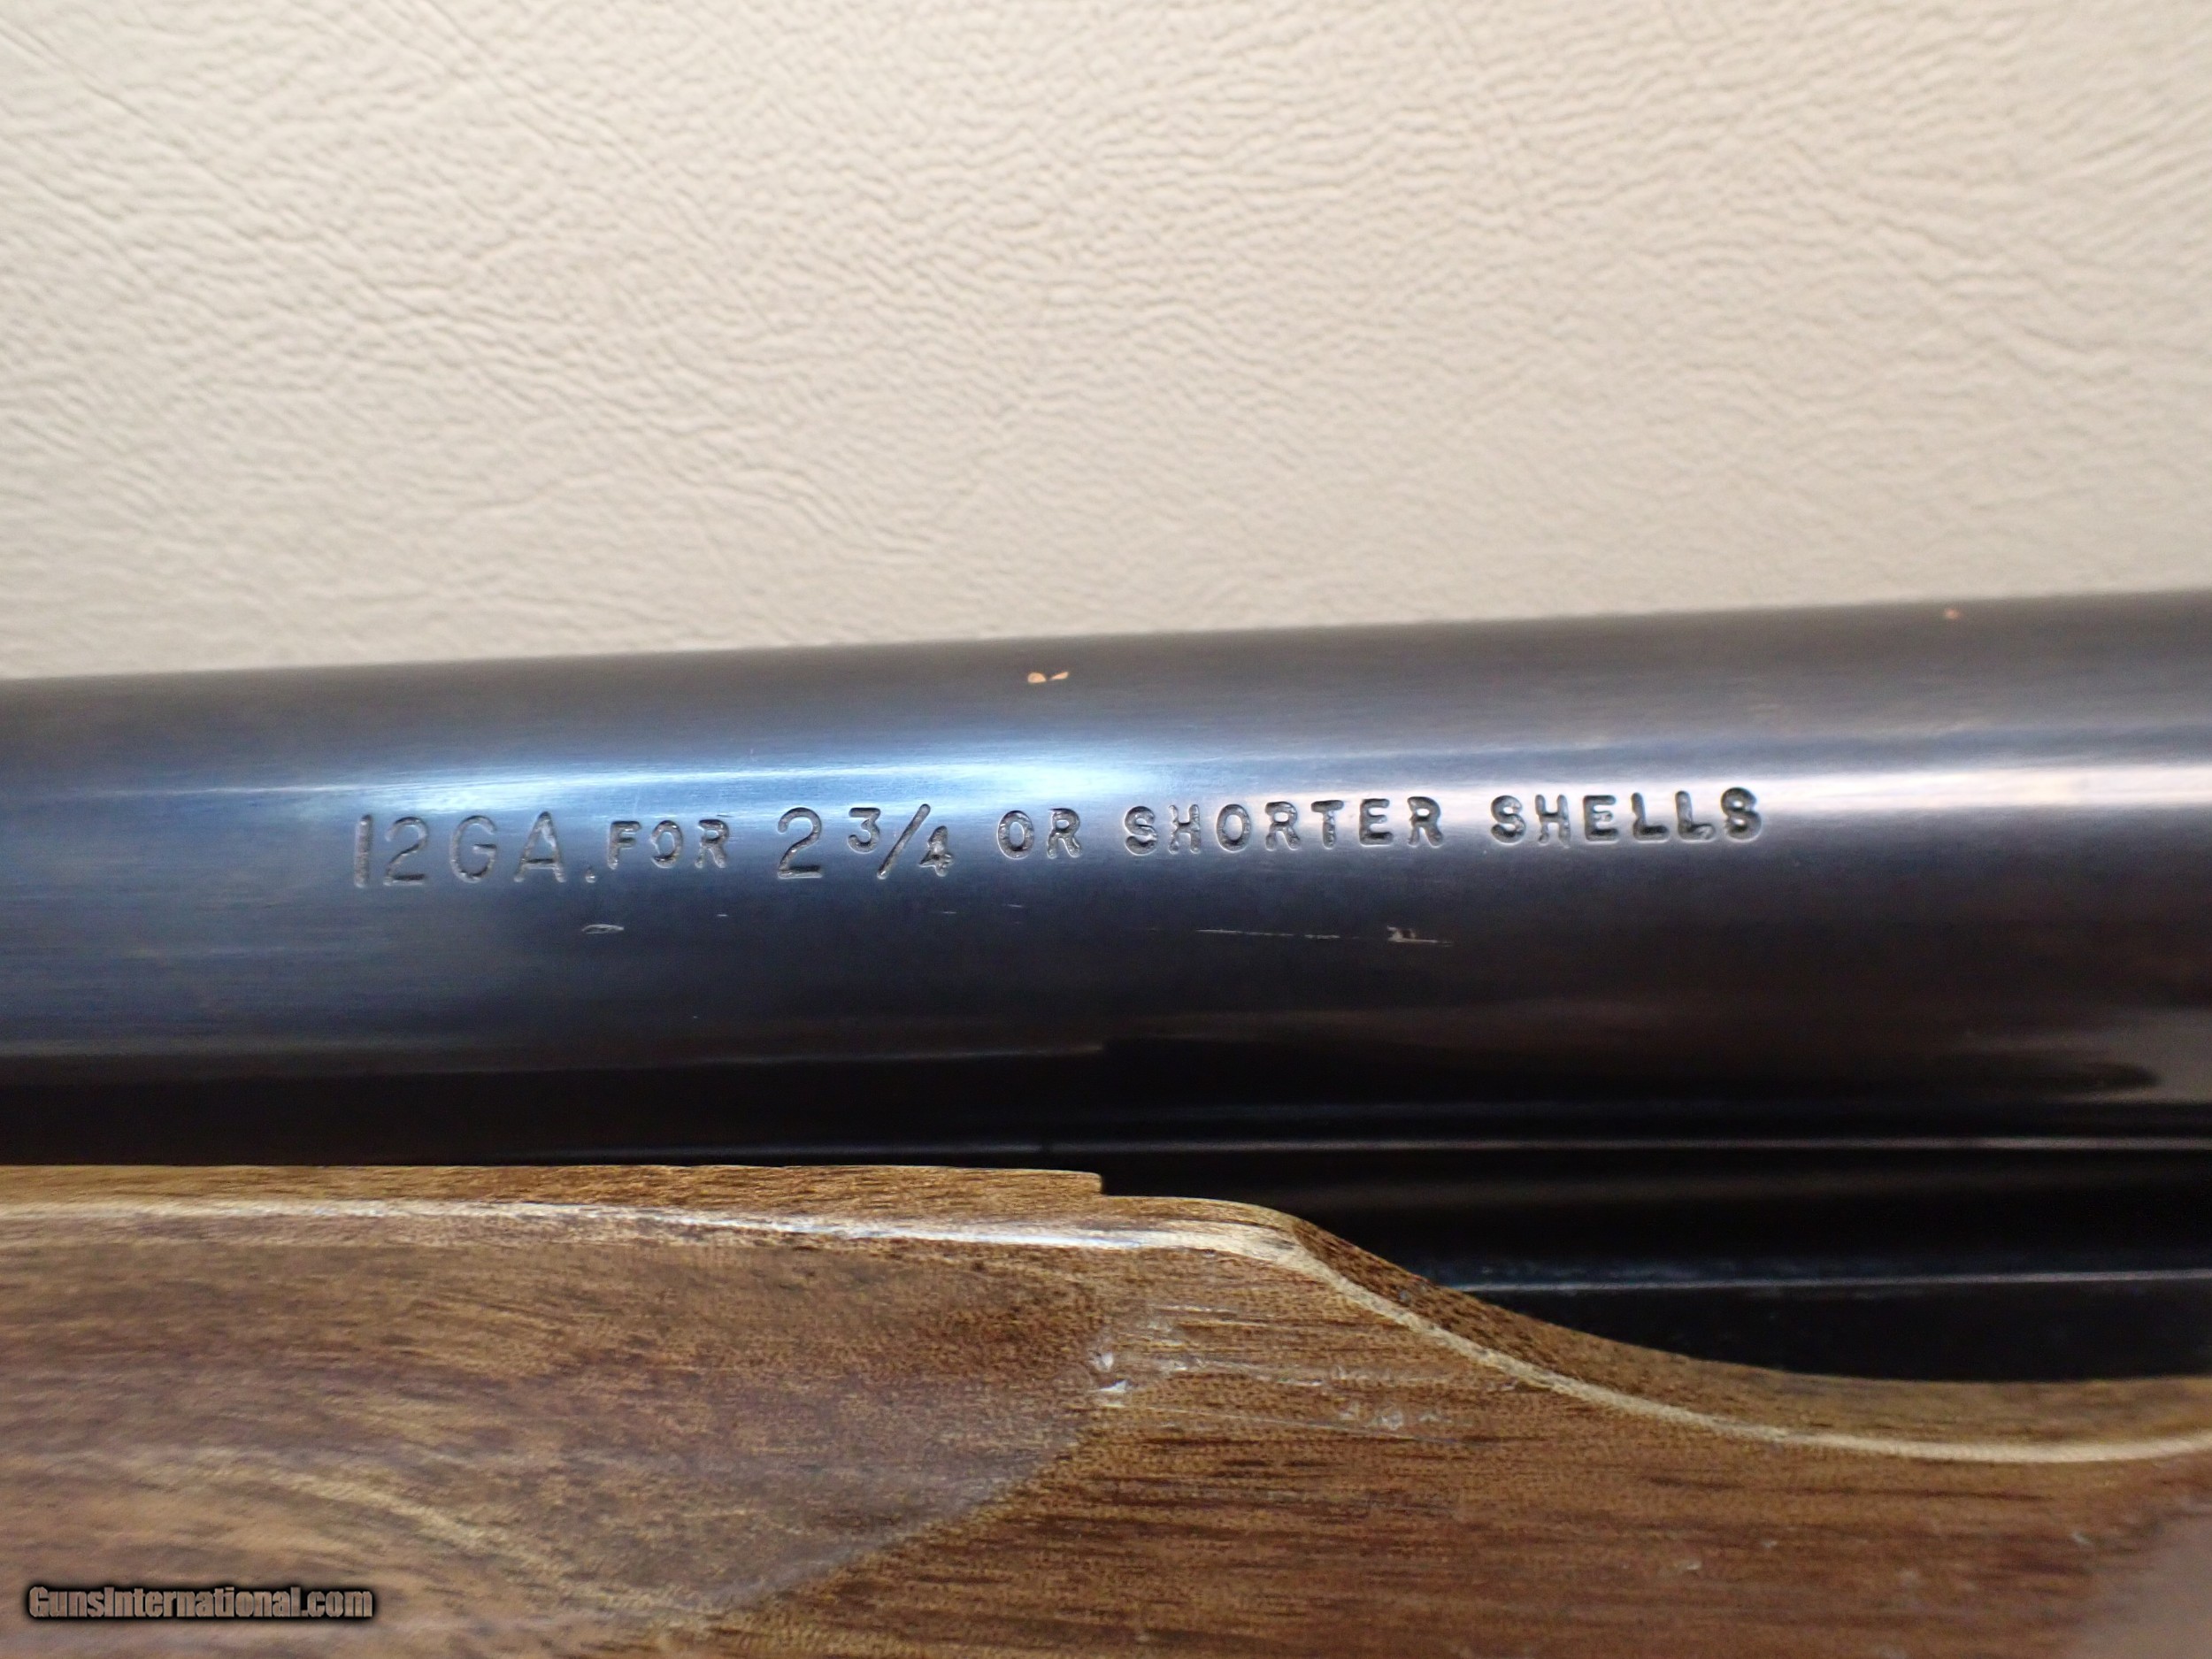 12GA. FOR 2 3/4 OR SHORTER SHELLS
GunsInternational.com